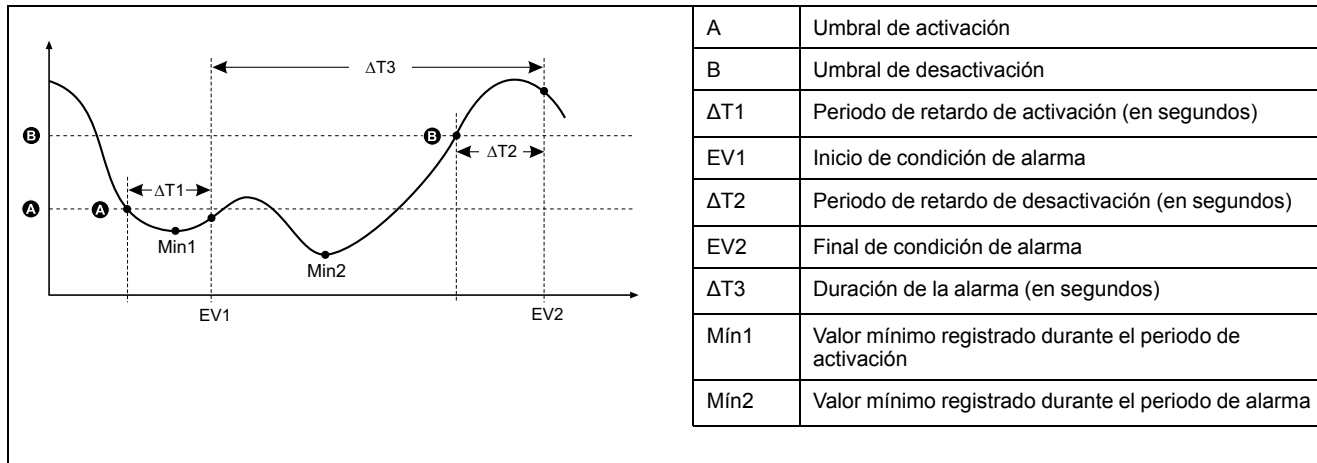 ΔT3
B
B
ΔT2
ΔT1
A
A
Min1
Min2
EV1
EV2
A Umbral de activación
B Umbral de desactivación
ΔT1 Periodo de retardo de activación (en segundos)
EV1 Inicio de condición de alarma
ΔT2 Periodo de retardo de desactivación (en segundos)
EV2 Final de condición de alarma
ΔT3 Duración de la alarma (en segundos)
Mín1 Valor mínimo registrado durante el periodo de
activación
Mín2 Valor mínimo registrado durante el periodo de alarma